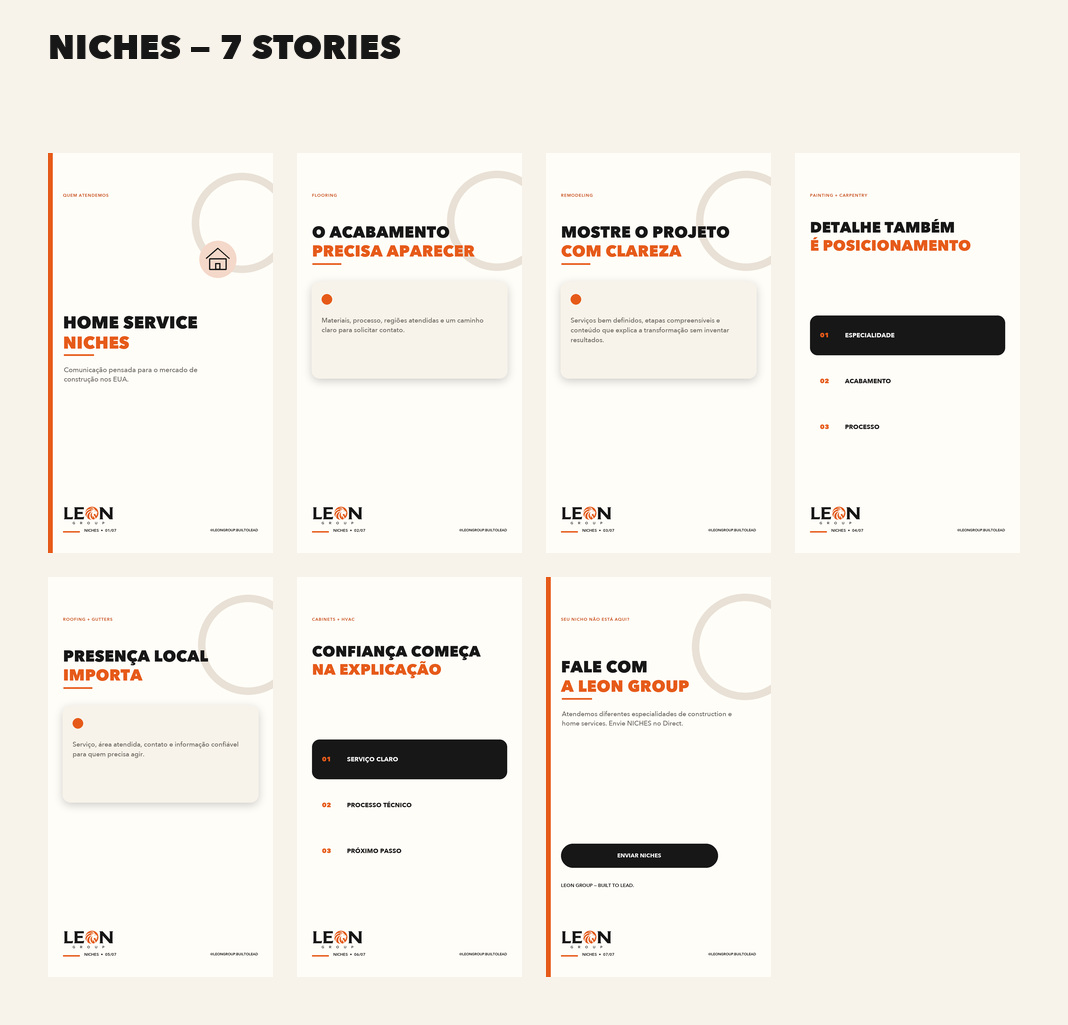 NICHES – 7 STORIES
QUEM ATENDEMOS
HOME SERVICE
NICHES
Comunicação pensada para o mercado de
construção nos EUA.
LEON
GROUP
NICHES • 01/07
@LEONGROUP.BUILTOLEAD
FLOORING
O ACABAMENTO
PRECISA APARECER
Materiais, processo, regiões atendidas e um caminho
claro para solicitar contato.
LEON
GROUP
NICHES • 02/07
@LEONGROUP.BUILTOLEAD
REMODELING
MOSTRE O PROJETO
COM CLAREZA
Serviços bem definidos, etapas compreensíveis e
conteúdo que explica a transformação sem inventar
resultados.
LEON
GROUP
NICHES • 03/07
@LEONGROUP.BUILTOLEAD
PAINTING + CARPENTRY
DETALHE TAMBÉM
É POSICIONAMENTO
01 ESPECIALIDADE
02 ACABAMENTO
03 PROCESSO
LEON
GROUP
NICHES • 04/07
@LEONGROUP.BUILTOLEAD
ROOFING + GUTTERS
PRESENÇA LOCAL
IMPORTA
Serviço, área atendida, contato e informação confiável
para quem precisa agir.
LEON
GROUP
NICHES • 05/07
@LEONGROUP.BUILTOLEAD
CABINETS + HVAC
CONFIANÇA COMEÇA
NA EXPLICAÇÃO
01 SERVIÇO CLARO
02 PROCESSO TÉCNICO
03 PRÓXIMO PASSO
LEON
GROUP
NICHES • 06/07
@LEONGROUP.BUILTOLEAD
SEU NICHO NÃO ESTÁ AQUI?
FALE COM
A LEON GROUP
Atendemos diferentes especialidades de construction e
home services. Envie NICHES no Direct.
ENVIAR NICHES
LEON GROUP – BUILT TO LEAD.
LEON
GROUP
NICHES • 07/07
@LEONGROUP.BUILTOLEAD